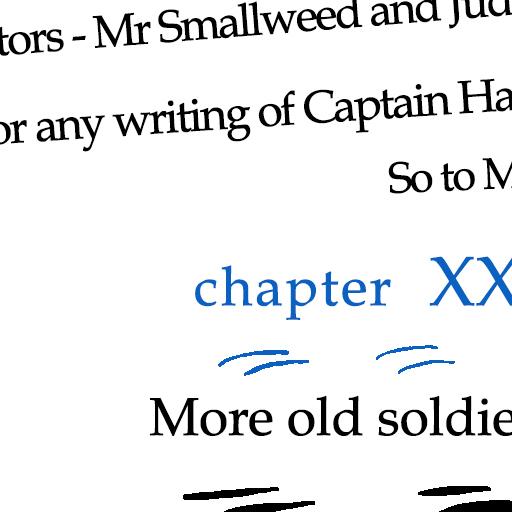 tors - Mr Smallweed and Jud
or any writing of Captain Ha
So to M
chapter XX
More old soldie